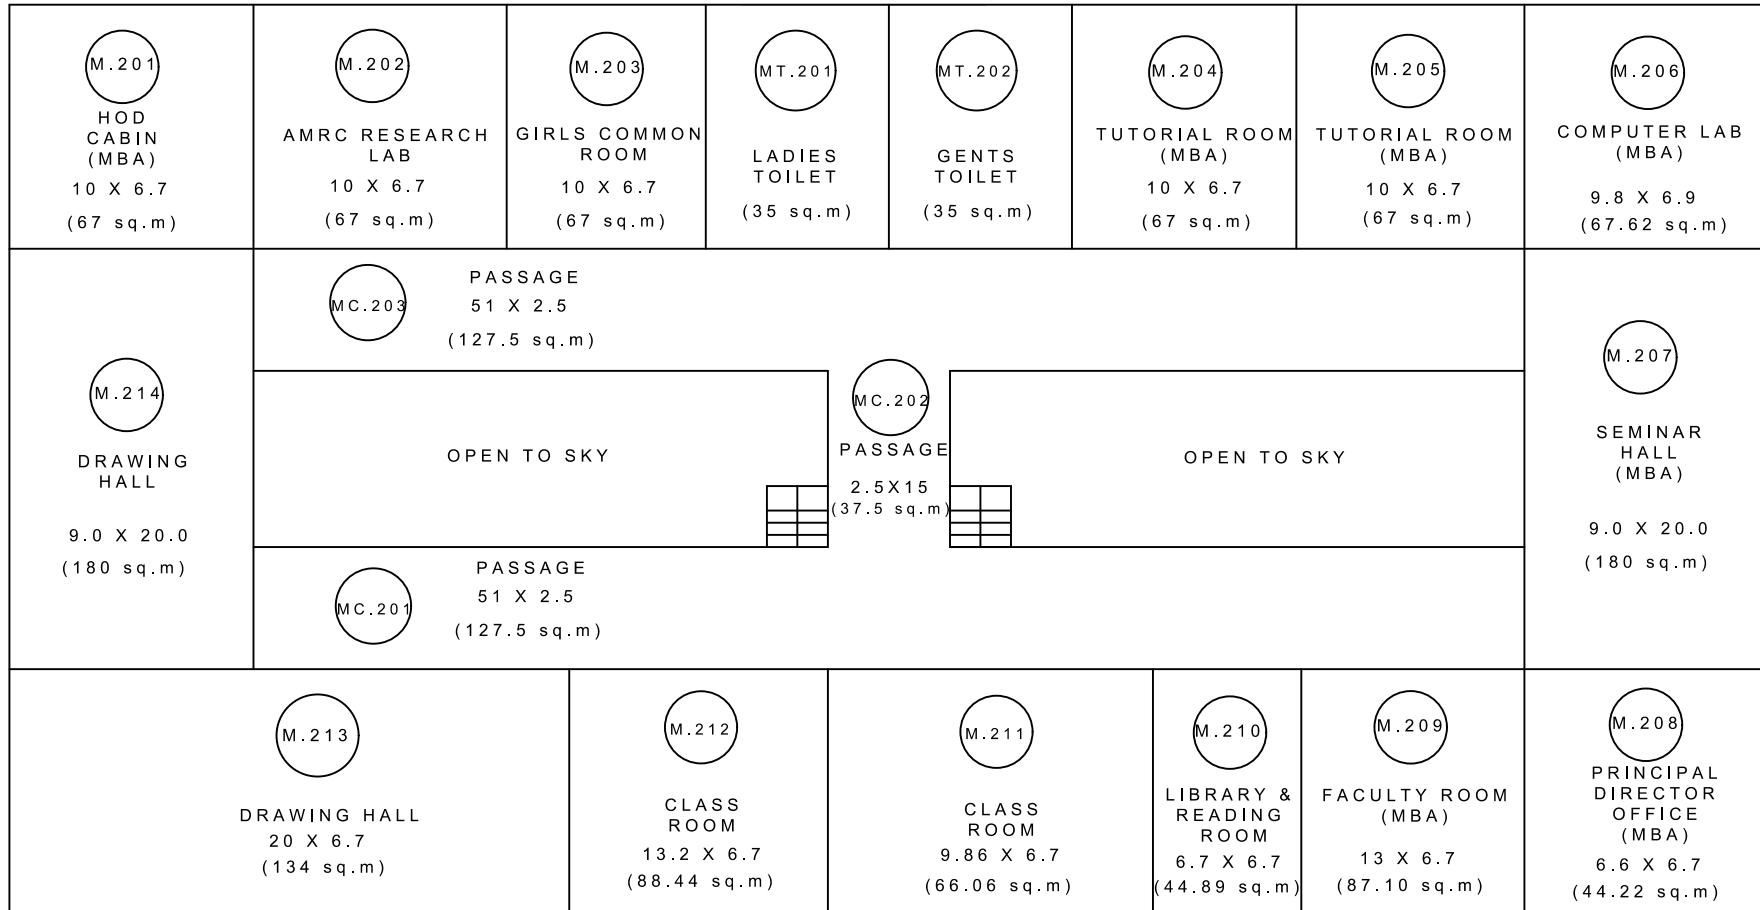 M.201
HOD
CABIN
(MBA)
10 X 6.7
(67 sq.m)
M.202
AMRC RESEARCH
LAB
10 X 6.7
(67 sq.m)
M.203
GIRLS COMMON
ROOM
10 X 6.7
(67 sq.m)
MT.201
LADIES
TOILET
(35 sq.m)
MT.202
GENTS
TOILET
(35 sq.m)
M.204
TUTORIAL ROOM
(MBA)
10 X 6.7
(67 sq.m)
M.205
TUTORIAL ROOM
(MBA)
10 X 6.7
(67 sq.m)
M.206
COMPUTER LAB
(MBA)
9.8 X 6.9
(67.62 sq.m)
MC.203
PASSAGE
51 X 2.5
(127.5 sq.m)
M.214
DRAWING
HALL
9.0 X 20.0
(180 sq.m)
OPEN TO SKY
MC.202
PASSAGE
2.5X15
(37.5 sq.m)
OPEN TO SKY
M.207
SEMINAR
HALL
(MBA)
9.0 X 20.0
(180 sq.m)
MC.201
PASSAGE
51 X 2.5
(127.5 sq.m)
M.213
DRAWING HALL
20 X 6.7
(134 sq.m)
M.212
CLASS
ROOM
13.2 X 6.7
(88.44 sq.m)
M.211
CLASS
ROOM
9.86 X 6.7
(66.06 sq.m)
M.210
LIBRARY &
READING
ROOM
6.7 X 6.7
(44.89 sq.m)
M.209
FACULTY ROOM
(MBA)
13 X 6.7
(87.10 sq.m)
M.208
PRINCIPAL
DIRECTOR
OFFICE
(MBA)
6.6 X 6.7
(44.22 sq.m)